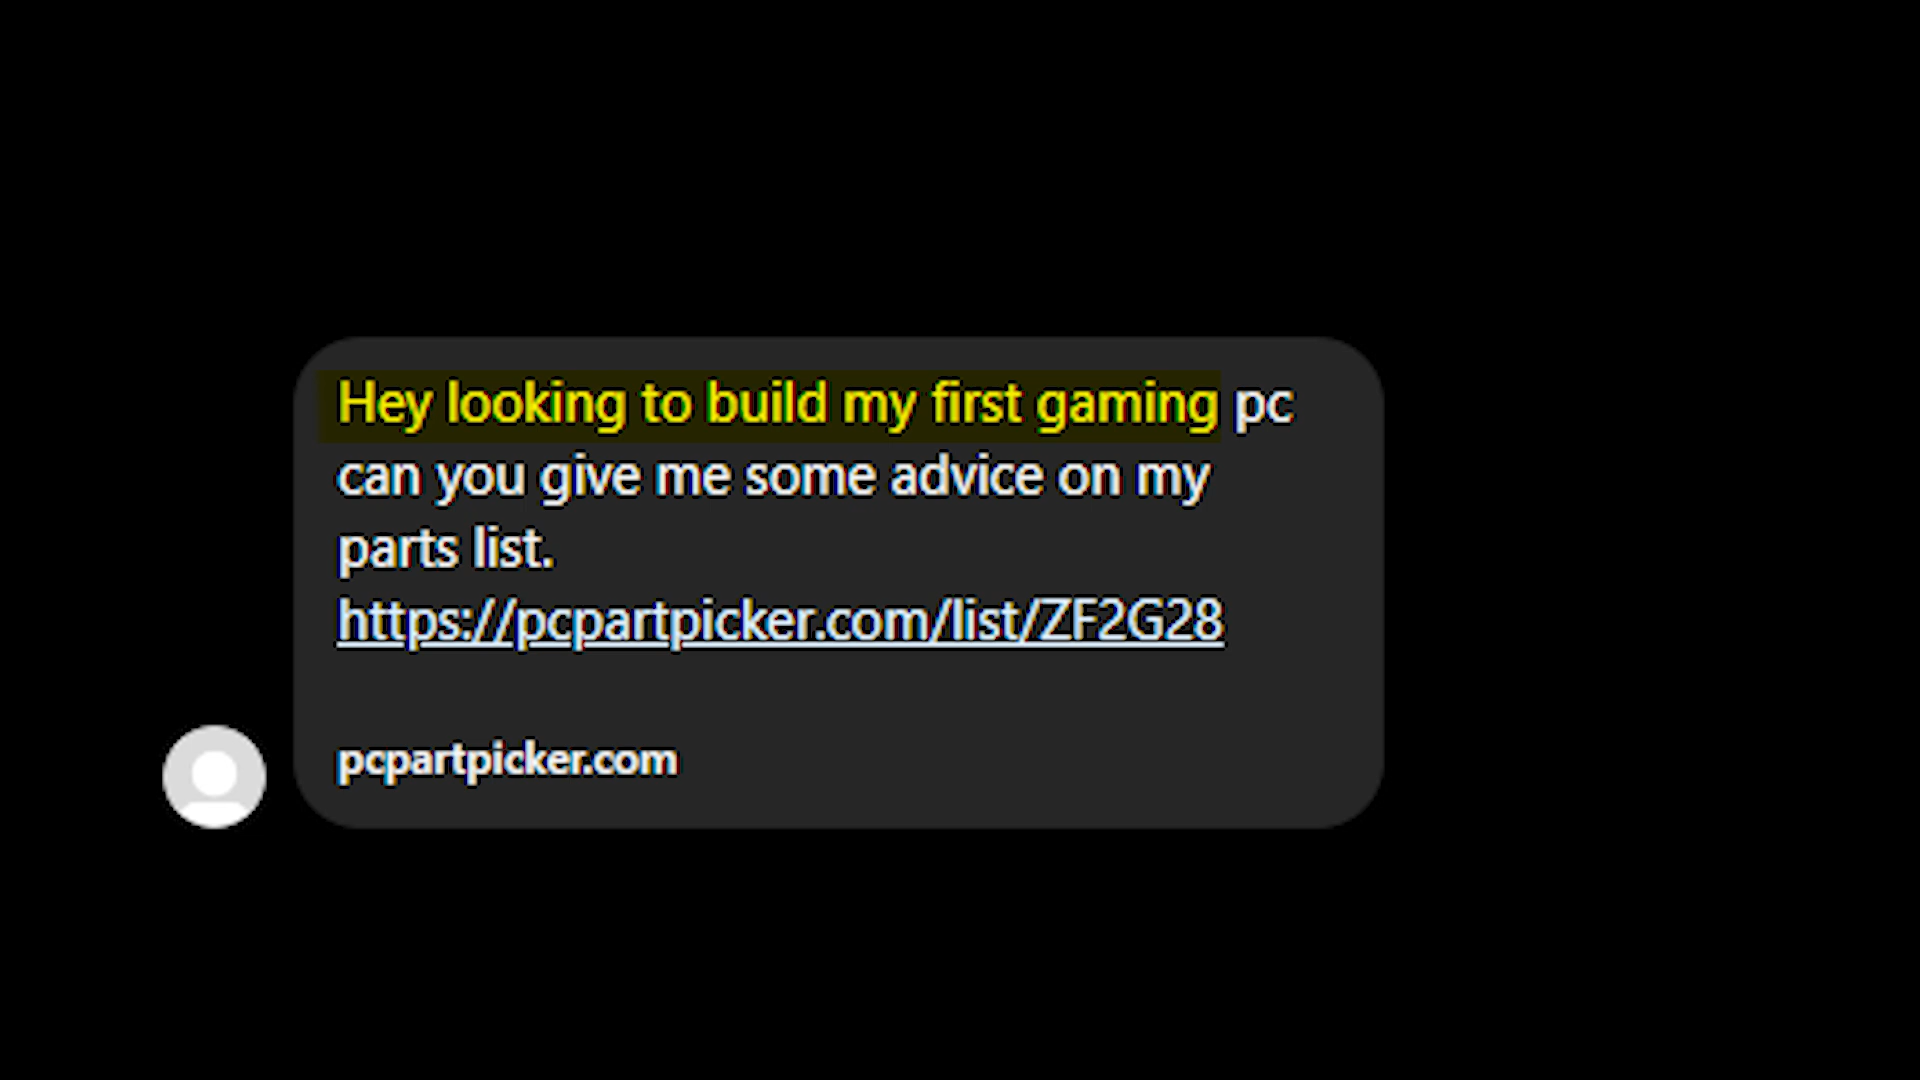 Hey looking to build my first gaming pc
can you give me some advice on my
parts list.
https://pcpartpicker.com/list/ZF2G28
pcpartpicker.com